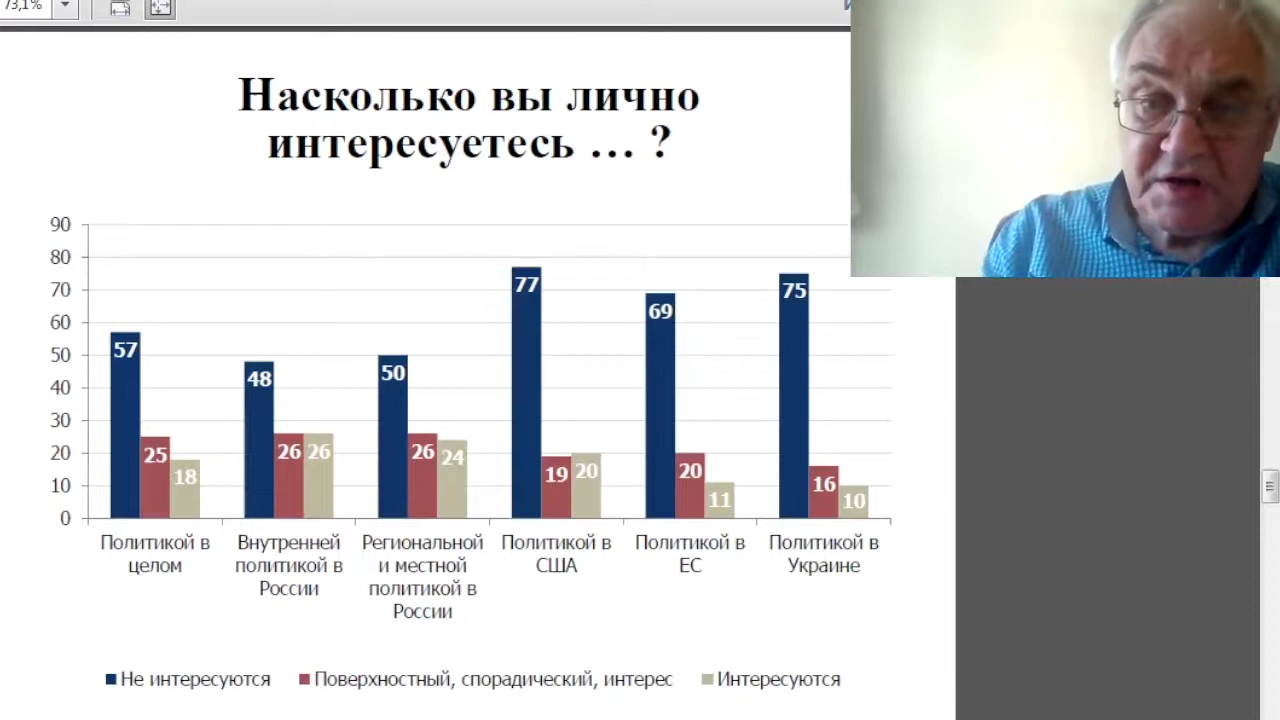 73,1%
Насколько вы лично
интересуетесь … ?
90
80
70
60
50
40
30
20
10
0
57
25
18
48
26
26
50
26
24
77
19
20
69
20
11
75
16
10
Политикой в
целом
Внутренней
политикой в
России
Региональной
и местной
политикой в
России
Политикой в
США
Политикой в
ЕС
Политикой в
Украине
Не интересуются
Поверхностный, спорадический, интерес
Интересуются